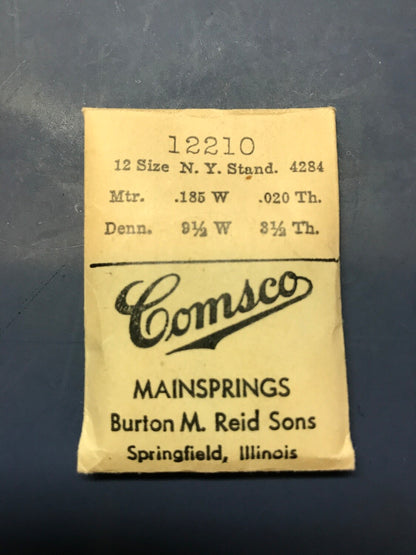 12210
12 Size N. Y. Stand. 4284
Mtr. .185 W .020 Th.
Denn. 9½ W 3½ Th.
Comsco
MAINSPRINGS
Burton M. Reid Sons
Springfield, Illinois